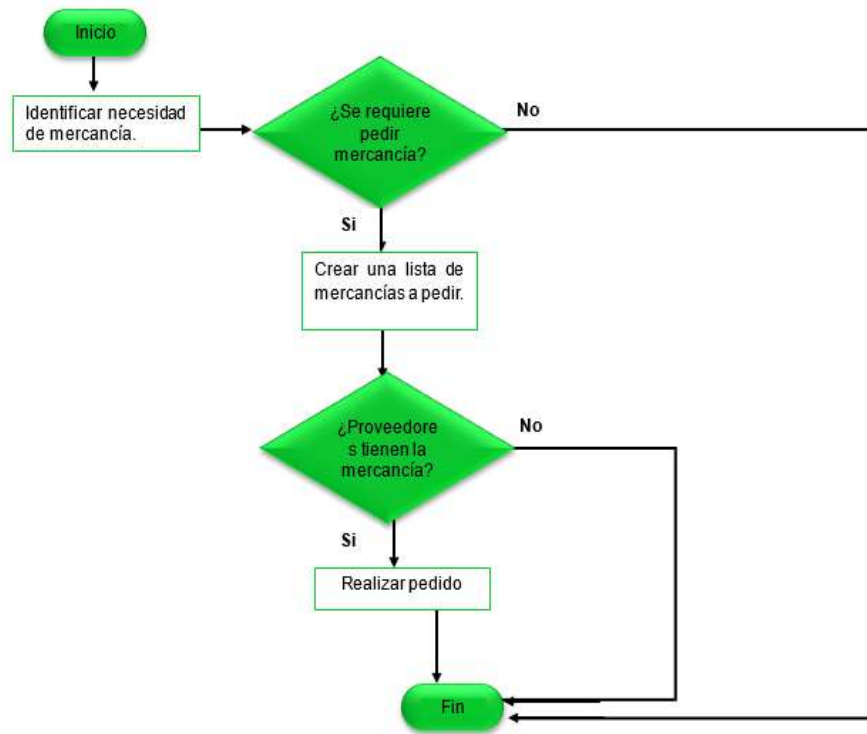 Inicio
Identificar necesidad
de mercancía.
¿Se requiere
pedir
mercancía?
No
Si
Crear una lista de
mercancías a pedir.
¿Proveedore
s tienen la
mercancía?
No
Si
Realizar pedido
Fin